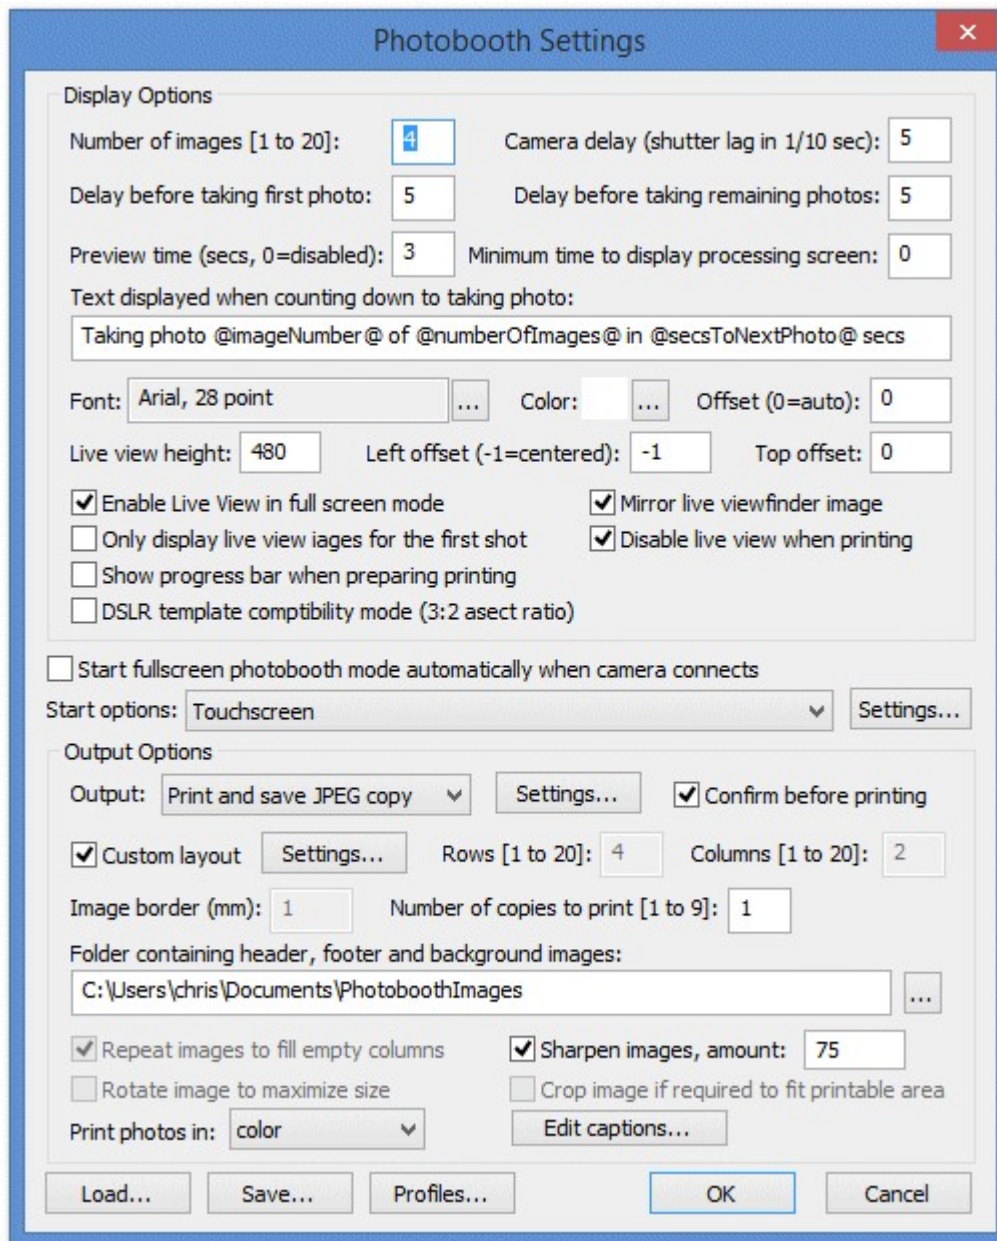 Photobooth Settings
Display Options
Number of images [1 to 20]: 4 Camera delay (shutter lag in 1/10 sec): 5
Delay before taking first photo: 5 Delay before taking remaining photos: 5
Preview time (secs, 0=disabled): 3 Minimum time to display processing screen: 0
Text displayed when counting down to taking photo:
Taking photo @imageNumber@ of @numberOfImages@ in @secsToNextPhoto@ secs
Font: Arial, 28 point ... Color: ... Offset (0=auto): 0
Live view height: 480 Left offset (-1=centered): -1 Top offset: 0
Enable Live View in full screen mode Mirror live viewfinder image
Only display live view iages for the first shot Disable live view when printing
Show progress bar when preparing printing
DSLR template comptibility mode (3:2 asect ratio)
Start fullscreen photobooth mode automatically when camera connects
Start options: Touchscreen Settings...
Output Options
Output: Print and save JPEG copy Settings... Confirm before printing
Custom layout Settings... Rows [1 to 20]: 4 Columns [1 to 20]: 2
Image border (mm): 1 Number of copies to print [1 to 9]: 1
Folder containing header, footer and background images:
C:\Users\chris\Documents\PhotoboothImages ...
Repeat images to fill empty columns Sharpen images, amount: 75
Rotate image to maximize size Crop image if required to fit printable area
Print photos in: color Edit captions...
Load... Save... Profiles... OK Cancel